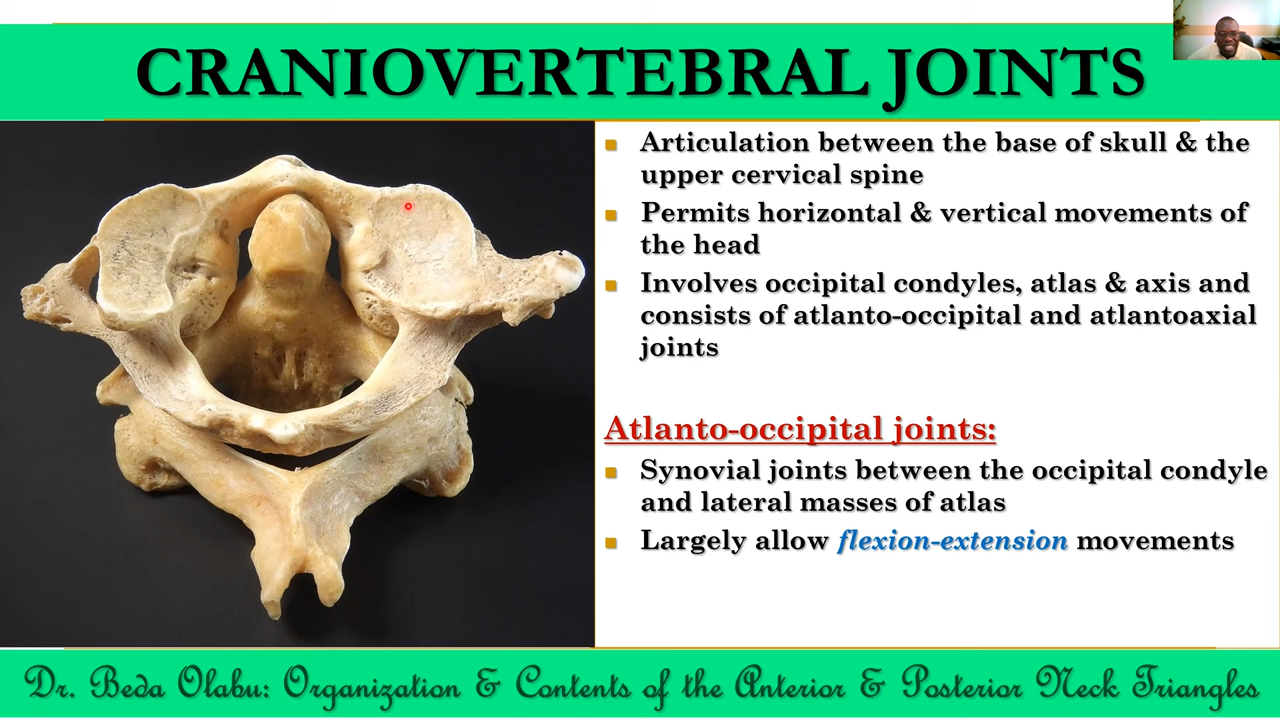 CRANIOVERTEBRAL JOINTS
Articulation between the base of skull & the
upper cervical spine
Permits horizontal & vertical movements of
the head
Involves occipital condyles, atlas & axis and
consists of atlanto-occipital and atlantoaxial
joints
Atlanto-occipital joints:
Synovial joints between the occipital condyle
and lateral masses of atlas
Largely allow flexion-extension movements
Dr. Beda Olabu: Organization & Contents of the Anterior & Posterior Neck Triangles